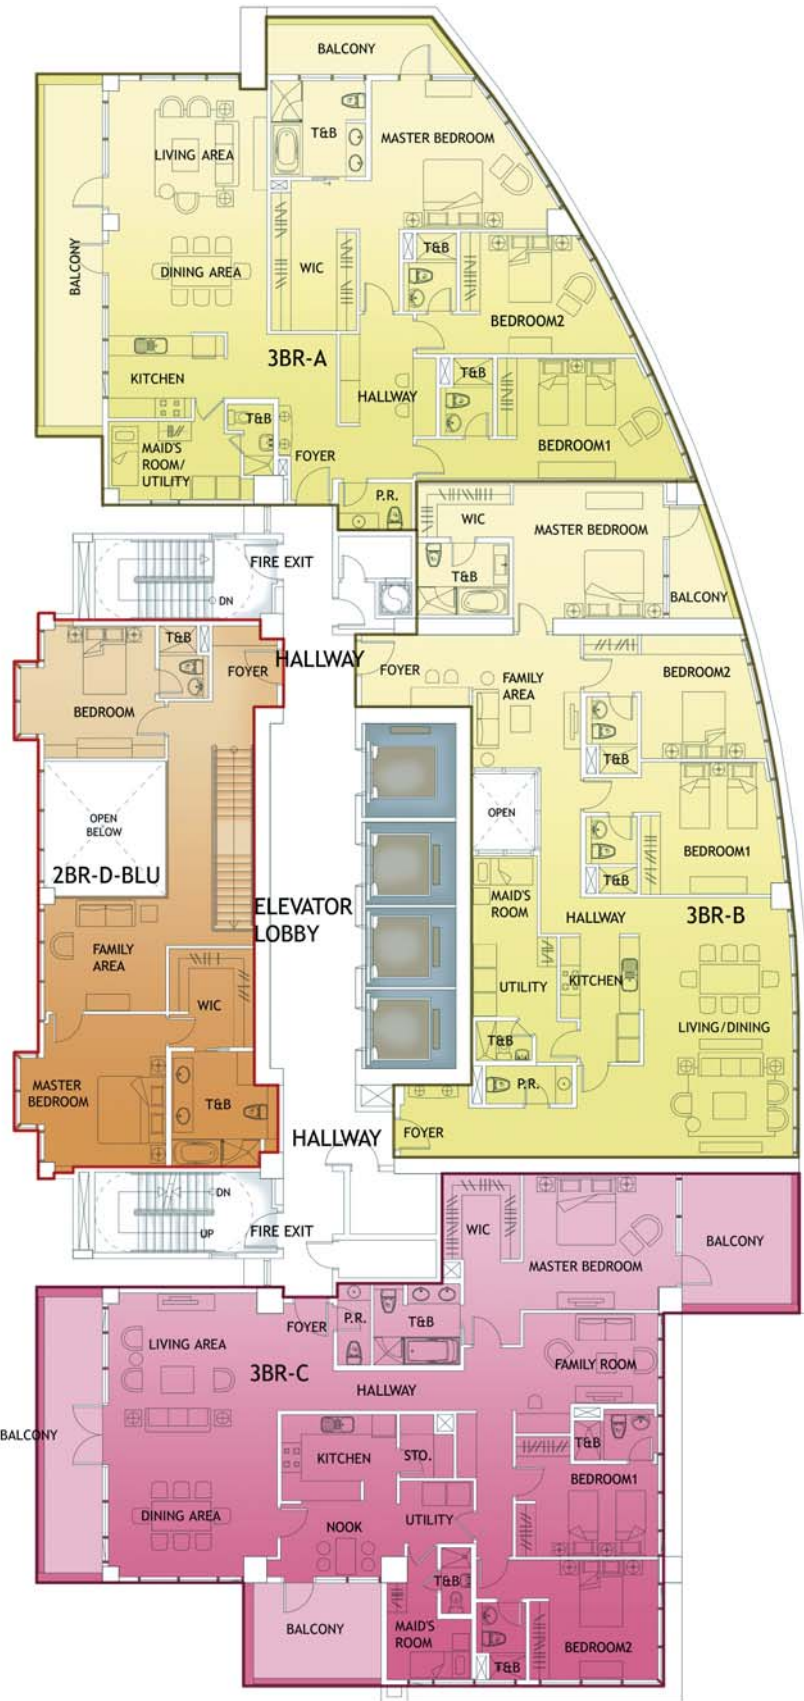 BALCONY
T&B
MASTER BEDROOM
LIVING AREA
BALCONY
DINING AREA
WIC
T&B
BEDROOM2
3BR-A
KITCHEN
HALLWAY
T&B
T&B
BEDROOM1
MAID'S
ROOM/
UTILITY
FOYER
P.R.
WIC
MASTER BEDROOM
T&B
BALCONY
FIRE EXIT
DN
T&B
FOYER
HALLWAY
BEDROOM
FOYER
FAMILY
AREA
BEDROOM2
T&B
OPEN
BELOW
OPEN
BEDROOM1
T&B
2BR-D-BLU
MAID'S
ROOM
HALLWAY
3BR-B
ELEVATOR
LOBBY
FAMILY
AREA
WIC
UTILITY
KITCHEN
LIVING/DINING
T&B
P.R.
MASTER
BEDROOM
T&B
FOYER
HALLWAY
DN
UP
FIRE EXIT
WIC
MASTER BEDROOM
BALCONY
FOYER
P.R.
T&B
LIVING AREA
3BR-C
HALLWAY
FAMILY ROOM
BALCONY
KITCHEN
STO.
T&B
BEDROOM1
DINING AREA
NOOK
UTILITY
T&B
BALCONY
MAID'S
ROOM
T&B
BEDROOM2